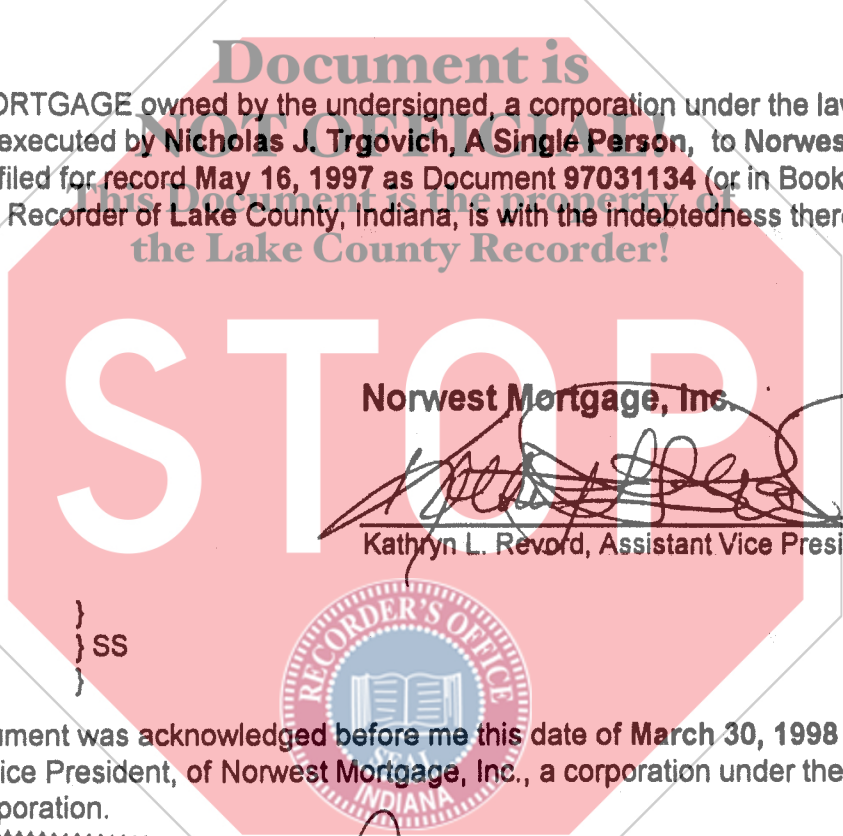 Document is
ORTGAGE owned by the undersigned, a corporation under the la
NOT OFFICIAL!
executed by Nicholas J. Trgovich, A Single Person, to Norwes
filed for record May 16, 1997 as Document 97031134 (or in Book
This Document is the property of
Recorder of Lake County, Indiana, is with the indebtedness there
the Lake County Recorder!
STOP
Norwest Mortgage, Inc.
Kathryn L. Revord, Assistant Vice Presi
}
} SS
}
RECORDER'S OFFICE
SEAL
INDIANA
ument was acknowledged before me this date of March 30, 1998
ice President, of Norwest Mortgage, Inc., a corporation under the
poration.